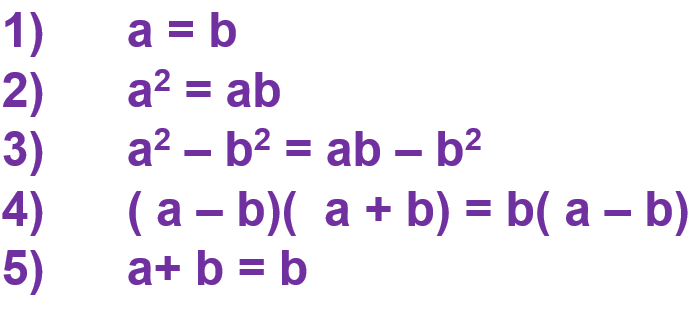 1) a = b
2) a² = ab
3) a² – b² = ab – b²
4) ( a – b)( a + b) = b( a – b)
5) a+ b = b